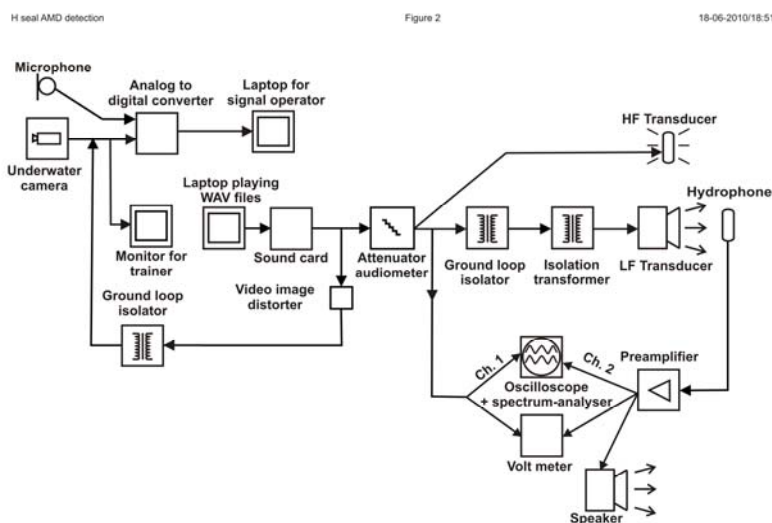 H seal AMD detection
Figure 2
18-06-2010/18:51
Microphone
Analog to
digital converter
Laptop for
signal operator
HF Transducer
Underwater
camera
Laptop playing
WAV files
Hydrophone
Monitor for
trainer
Sound card
Attenuator
audiometer
Ground loop
isolator
Isolation
transformer
LF Transducer
Video image
distorter
Ground loop
isolator
Ch. 1
Ch. 2
Preamplifier
Oscilloscope
+ spectrum-analyser
Volt meter
Speaker